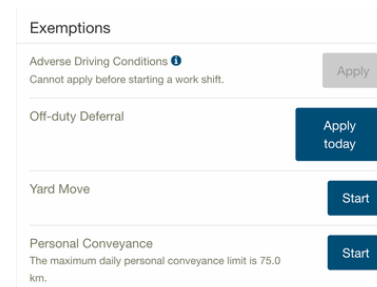 Exemptions
Adverse Driving Conditions
Cannot apply before starting a work shift.
Apply
Off-duty Deferral
Apply
today
Yard Move
Start
Personal Conveyance
The maximum daily personal conveyance limit is 75.0
km.
Start